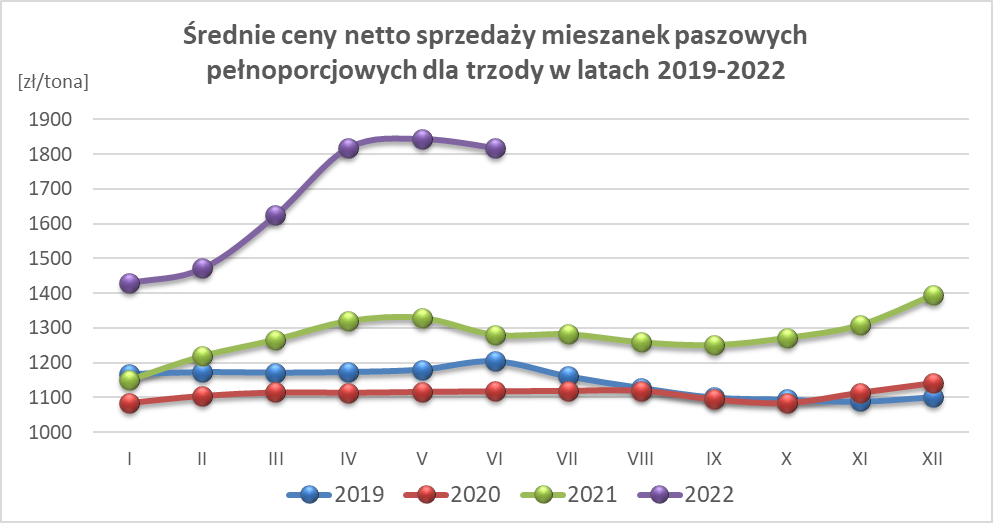 Średnie ceny netto sprzedaży mieszanek paszowych
pełnoporcjowych dla trzody w latach 2019-2022
[zł/tona]
1900
1800
1700
1600
1500
1400
1300
1200
1100
1000
I II III IV V VI VII VIII IX X XI XII
2019 2020 2021 2022